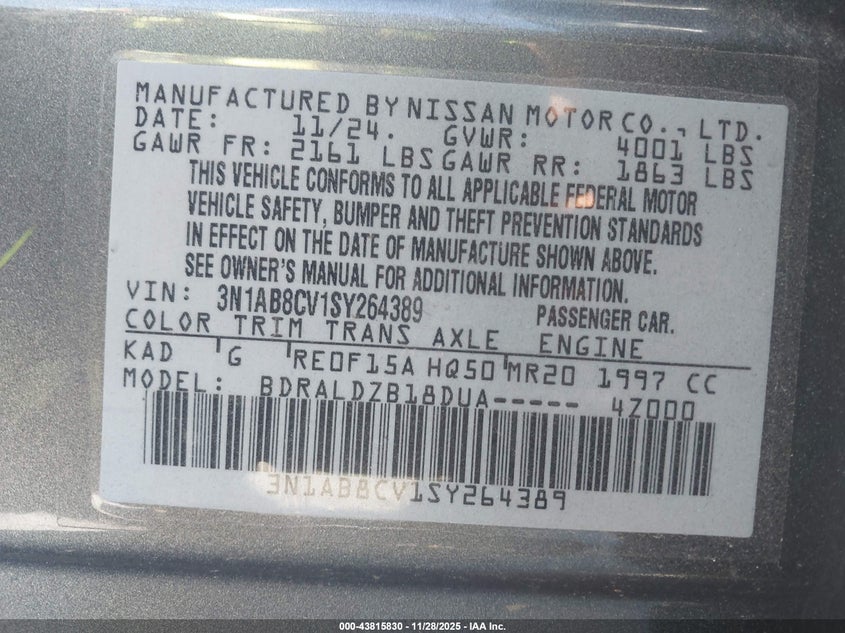 MANUFACTURED BY NISSAN MOTOR CO., LTD.
DATE: 11/24. GVWR: 4001 LBS
GAWR FR: 2161 LBS GAWR RR: 1863 LBS
THIS VEHICLE CONFORMS TO ALL APPLICABLE FEDERAL MOTOR
VEHICLE SAFETY, BUMPER AND THEFT PREVENTION STANDARDS
IN EFFECT ON THE DATE OF MANUFACTURE SHOWN ABOVE.
SEE OWNER'S MANUAL FOR ADDITIONAL INFORMATION.
VIN: 3N1AB8CV1SY264389 PASSENGER CAR.
COLOR TRIM TRANS AXLE ENGINE
KAD G RE0F15A HQ50 MR20 1997 CC
MODEL: BDRALDZB18DUA----- 4Z000
3N1AB8CV1SY264389
000-43815830 - 11/28/2025 - IAA Inc.